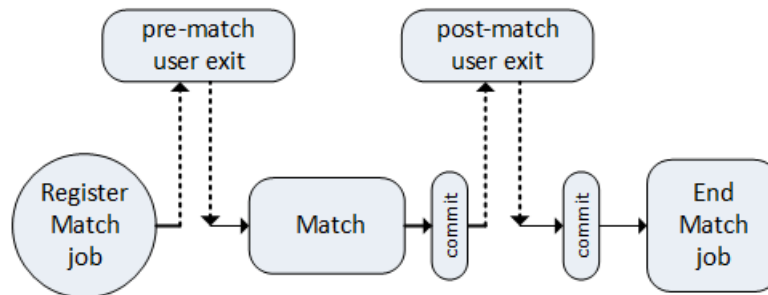 pre-match
user exit
post-match
user exit
Register
Match
job
Match
commit
commit
End
Match
job